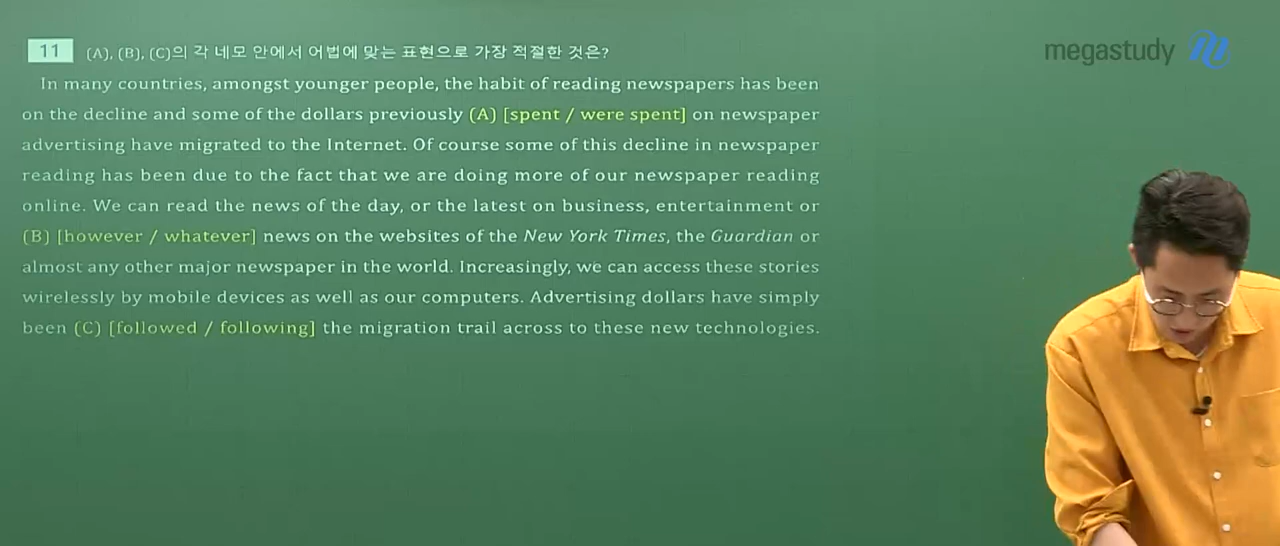 11 (A), (B), (C)의 각 네모 안에서 어법에 맞는 표현으로 가장 적절한 것은?
megastudy
In many countries, amongst younger people, the habit of reading newspapers has been
on the decline and some of the dollars previously (A) [spent / were spent] on newspaper
advertising have migrated to the Internet. Of course some of this decline in newspaper
reading has been due to the fact that we are doing more of our newspaper reading
online. We can read the news of the day, or the latest on business, entertainment or
(B) [however / whatever] news on the websites of the New York Times, the Guardian or
almost any other major newspaper in the world. Increasingly, we can access these stories
wirelessly by mobile devices as well as our computers. Advertising dollars have simply
been (C) [followed / following] the migration trail across to these new technologies.